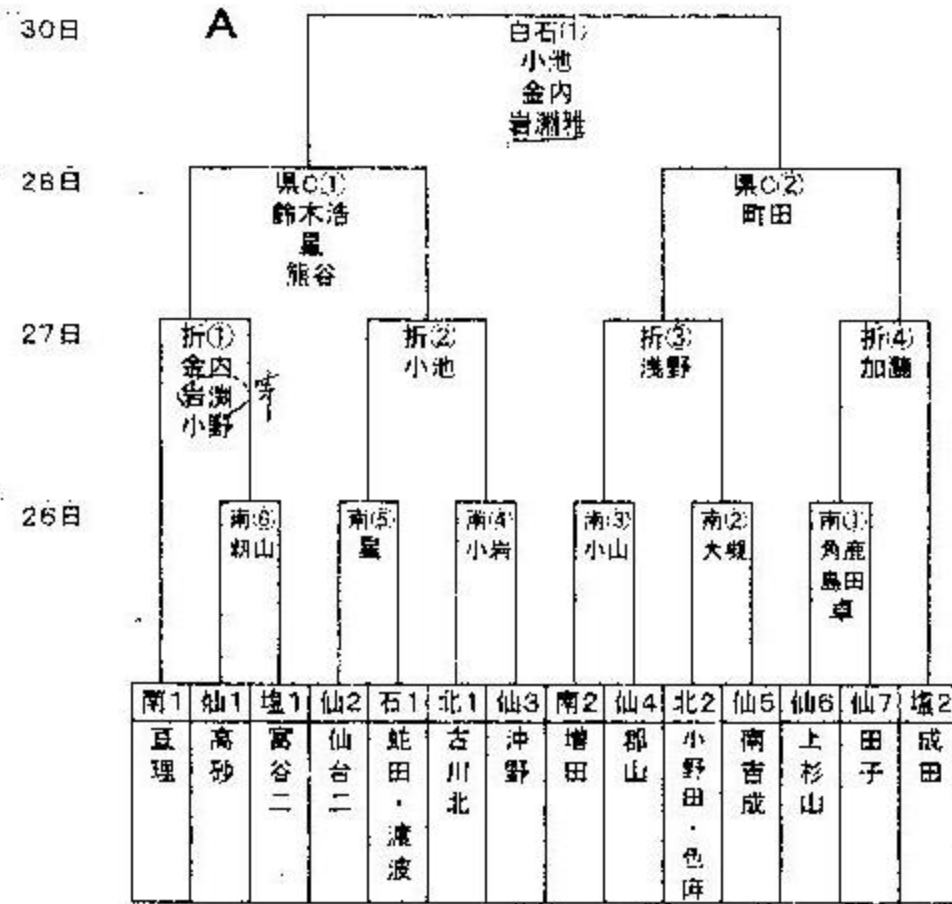 30日
A
白石(1)
小池
金内
岩淵雅
28日
県C① 県C②
鈴木浩 町田
星
熊谷
27日
折① 折② 折③ 折④
金内 小池 浅野 加藤
岩淵
小野
26日
南⑥ 南⑤ 南④ 南③ 南② 南①
籾山 星 小岩 小山 大槻 角鹿
島田
卓
南1 仙1 塩1 仙2 石1 北1 仙3 南2 仙4 北2 仙5 仙6 仙7 塩2
亘理
高砂
富谷二
仙台二
蛇田・渡波
古川北
沖野
増田
郡山
小野田・色麻
南吉成
上杉山
田子
成田